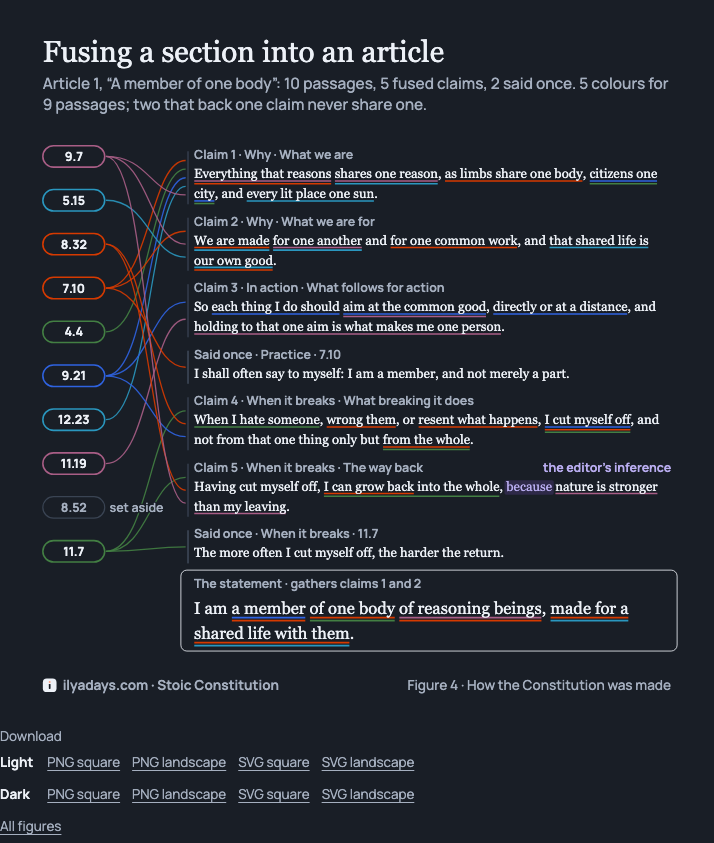 Fusing a section into an article
Article 1, “A member of one body”: 10 passages, 5 fused claims, 2 said once. 5 colours for
9 passages; two that back one claim never share one.
9.7
5.15
8.32
7.10
4.4
9.21
12.23
11.19
8.52 set aside
11.7
Claim 1 · Why · What we are
Everything that reasons shares one reason, as limbs share one body, citizens one
city, and every lit place one sun.
Claim 2 · Why · What we are for
We are made for one another and for one common work, and that shared life is
our own good.
Claim 3 · In action · What follows for action
So each thing I do should aim at the common good, directly or at a distance, and
holding to that one aim is what makes me one person.
Said once · Practice · 7.10
I shall often say to myself: I am a member, and not merely a part.
Claim 4 · When it breaks · What breaking it does
When I hate someone, wrong them, or resent what happens, I cut myself off, and
not from that one thing only but from the whole.
Claim 5 · When it breaks · The way back the editor’s inference
Having cut myself off, I can grow back into the whole, because nature is stronger
than my leaving.
Said once · When it breaks · 11.7
The more often I cut myself off, the harder the return.
The statement · gathers claims 1 and 2
I am a member of one body of reasoning beings, made for a
shared life with them.
ilyadays.com · Stoic Constitution Figure 4 · How the Constitution was made
Download
Light PNG square PNG landscape SVG square SVG landscape
Dark PNG square PNG landscape SVG square SVG landscape
All figures